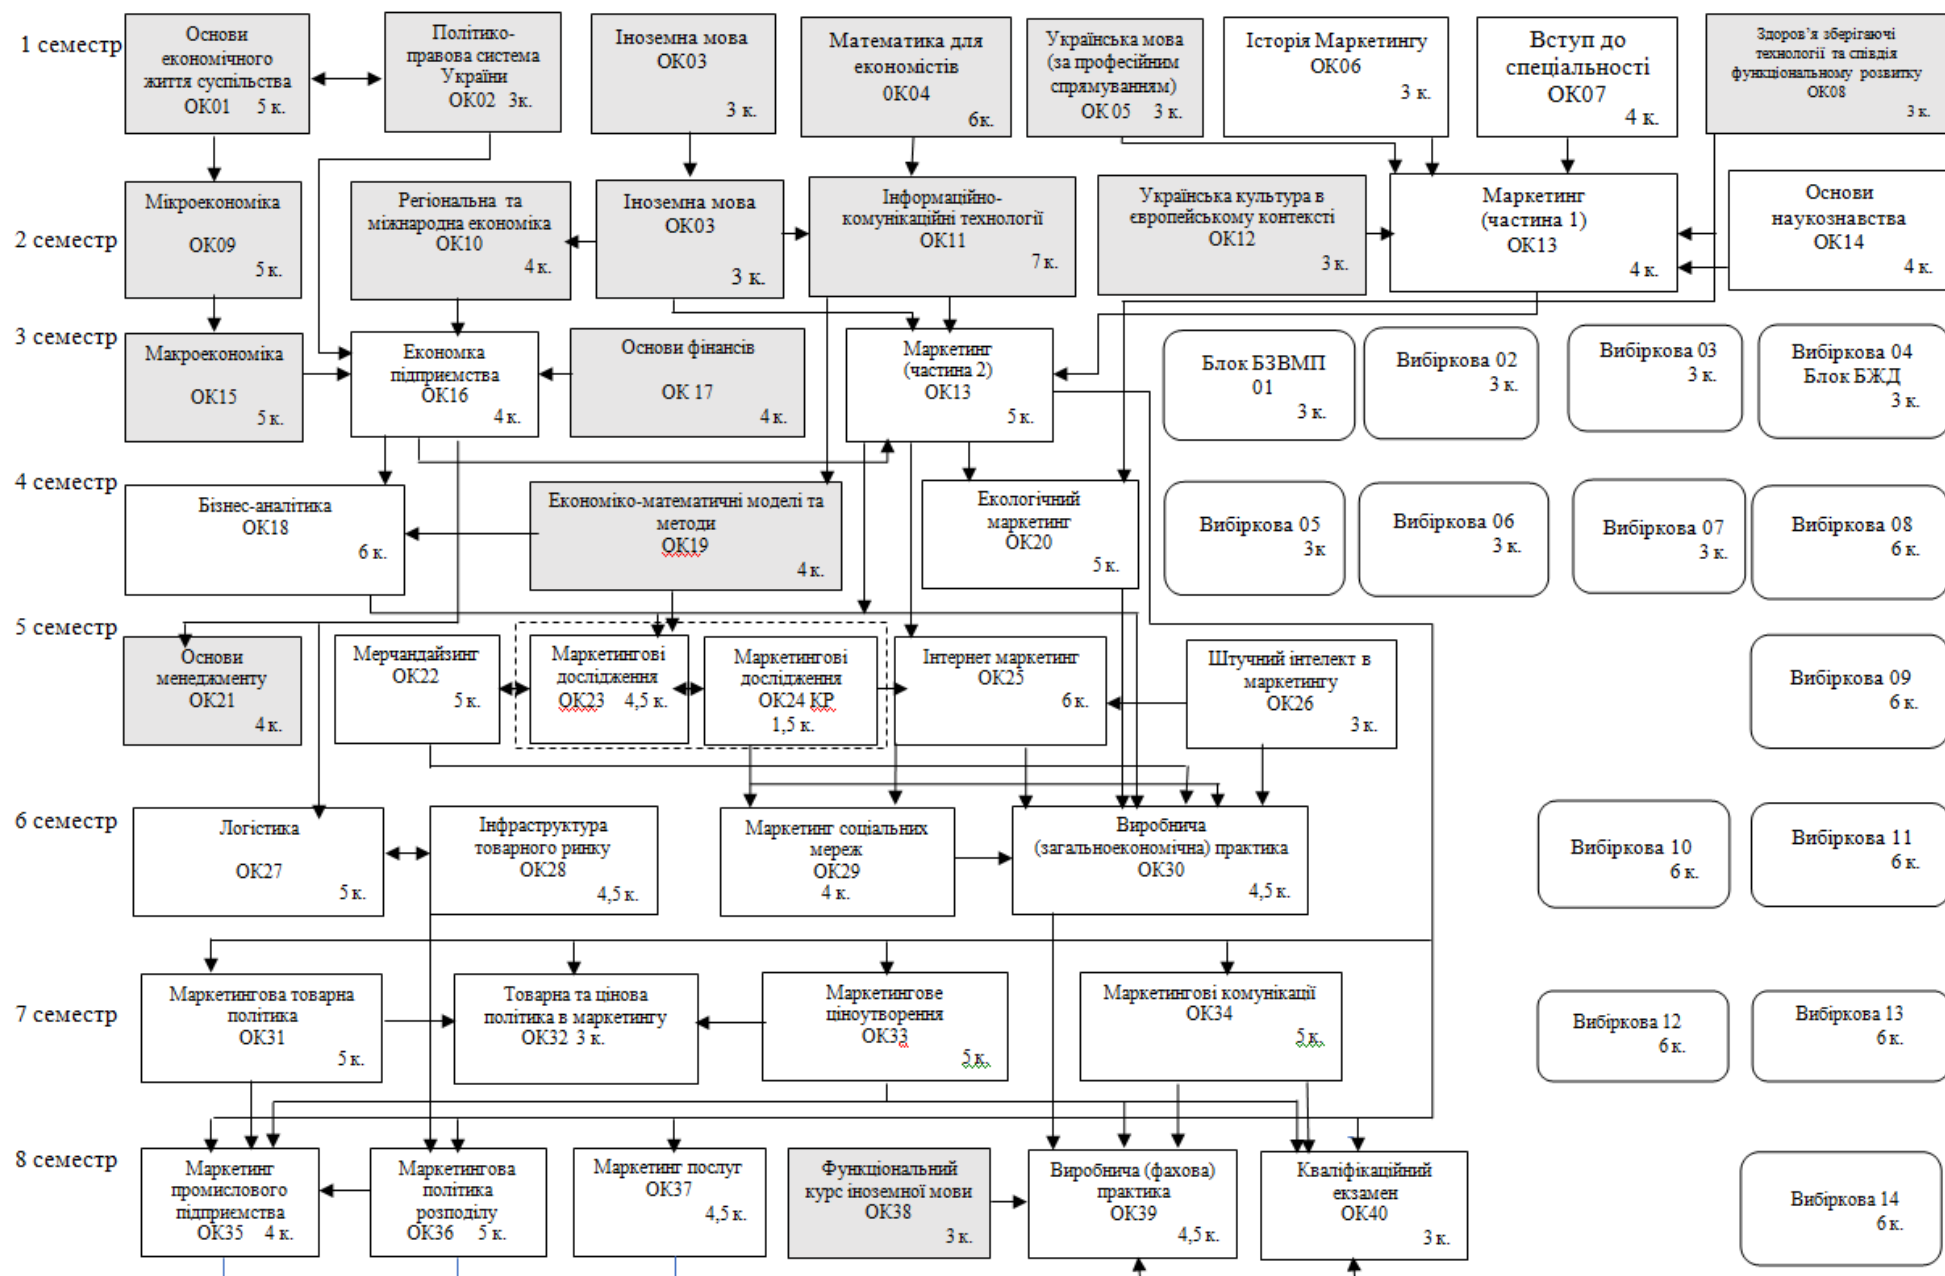 1 семестр
Основи
економічного
життя суспільства
ОК01 5 к.
Політико-
правова система
України
ОК02 3к.
Іноземна мова
ОК03
3 к.
Математика для
економістів
0К04
6к.
Українська мова
(за професійним
спрямуванням)
ОК 05 3 к.
Історія Маркетингу
ОК06
3 к.
Вступ до
спеціальності
ОК07
4 к.
Здоров’я зберігаючі
технології та співдія
функціональному розвитку
ОК08
3 к.
2 семестр
Мікроекономіка
ОК09
5 к.
Регіональна та
міжнародна економіка
ОК10
4 к.
Іноземна мова
ОК03
3 к.
Інформаційно-
комунікаційні технології
ОК11
7 к.
Українська культура в
європейському контексті
ОК12
3 к.
Маркетинг
(частина 1)
ОК13
4 к.
Основи
наукознавства
ОК14
4 к.
3 семестр
Макроекономіка
ОК15
5 к.
Економка
підприємства
ОК16
4 к.
Основи фінансів
ОК 17
4 к.
Маркетинг
(частина 2)
ОК13
5 к.
Блок БЗВМП
01
3 к.
Вибіркова 02
3 к.
Вибіркова 03
3 к.
Вибіркова 04
Блок БЖД
3 к.
4 семестр
Бізнес-аналітика
ОК18
6 к.
Економіко-математичні моделі та
методи
ОК19
4 к.
Екологічний
маркетинг
ОК20
5 к.
Вибіркова 05
3к
Вибіркова 06
3 к.
Вибіркова 07
3 к.
Вибіркова 08
6 к.
5 семестр
Основи
менеджменту
ОК21
4 к.
Мерчандайзинг
ОК22
5 к.
Маркетингові
дослідження
ОК23 4,5 к.
Маркетингові
дослідження
ОК24 КР
1,5 к.
Інтернет маркетинг
ОК25
6 к.
Штучний інтелект в
маркетингу
ОК26
3 к.
Вибіркова 09
6 к.
6 семестр
Логістика
ОК27
5 к.
Інфраструктура
товарного ринку
ОК28
4,5 к.
Маркетинг соціальних
мереж
ОК29
4 к.
Виробнича
(загальноекономічна) практика
ОК30
4,5 к.
Вибіркова 10
6 к.
Вибіркова 11
6 к.
7 семестр
Маркетингова товарна
політика
ОК31
5 к.
Товарна та цінова
політика в маркетингу
ОК32 3 к.
Маркетингове
ціноутворення
ОК33
5 к.
Маркетингові комунікації
ОК34
5 к.
Вибіркова 12
6 к.
Вибіркова 13
6 к.
8 семестр
Маркетинг
промислового
підприємства
ОК35 4 к.
Маркетингова
політика
розподілу
ОК36 5 к.
Маркетинг послуг
ОК37
4,5 к.
Функціональний
курс іноземної мови
ОК38
3 к.
Виробнича (фахова)
практика
ОК39
4,5 к.
Кваліфікаційний
екзамен
ОК40
3 к.
Вибіркова 14
6 к.